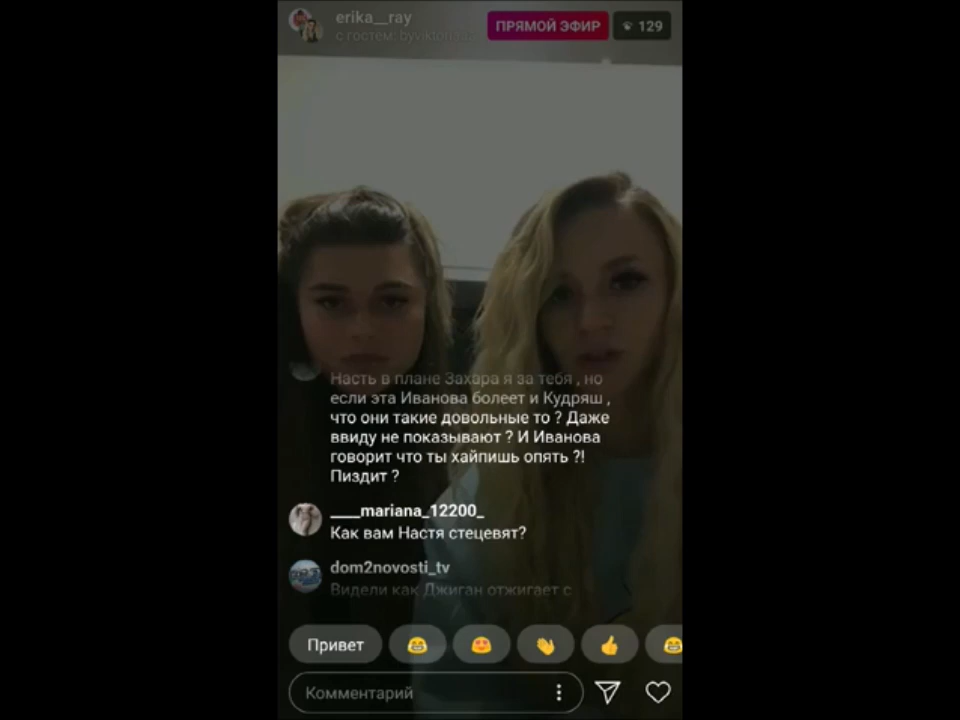 erika__ray
ПРЯМОЙ ЭФИР
129
с гостем:
Насть в плане Захара я за тебя , но
если эта Иванова болеет и Кудряш ,
что они такие довольные то ? Даже
ввиду не показывают ? И Иванова
говорит что ты хайпишь опять ?!
Пиздит ?
____mariana_12200_
Как вам Настя стецевят?
dom2novosti_tv
Видели как Джиган отжигает с
Привет
Комментарий